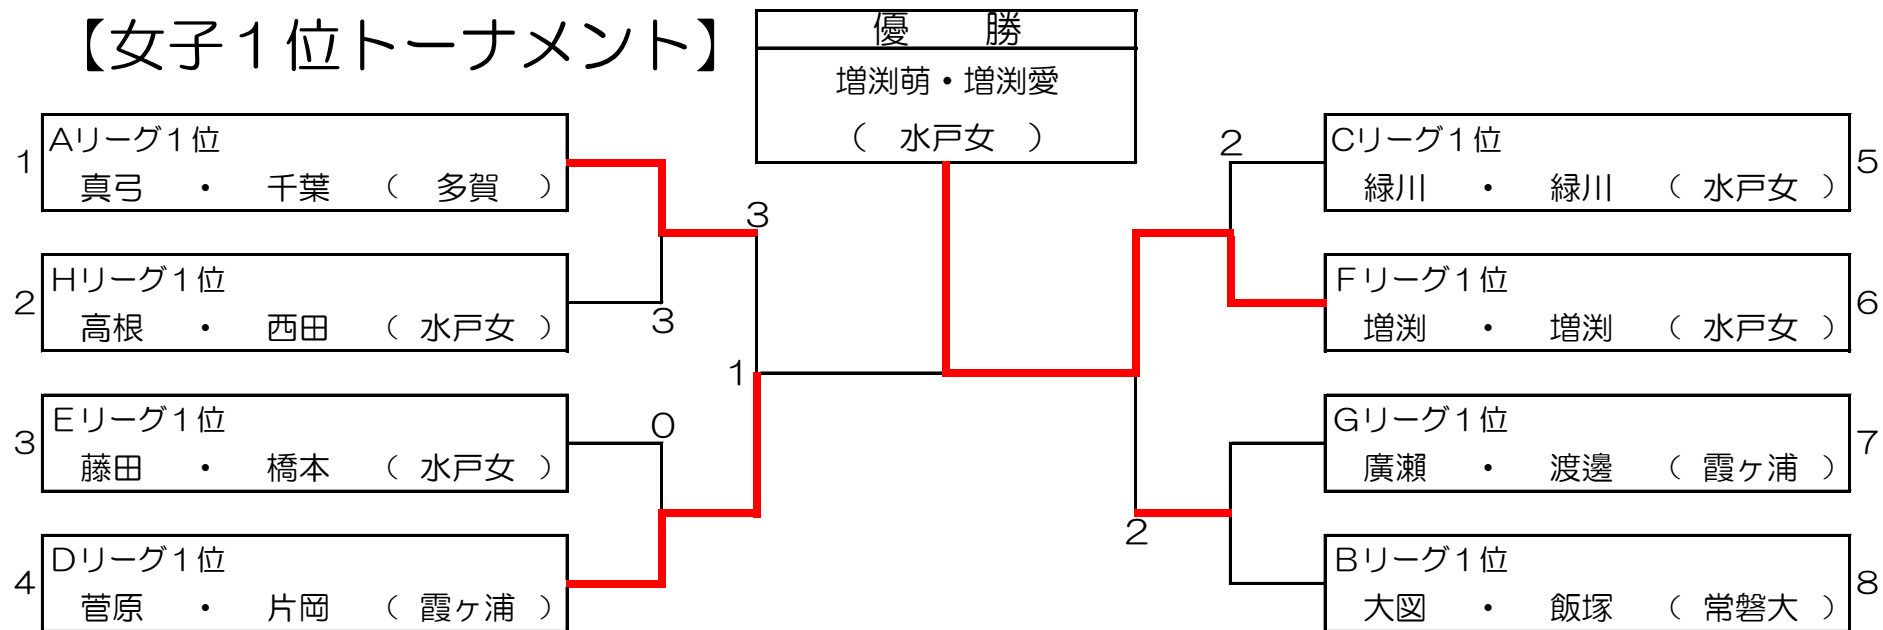 【女子１位トーナメント】
優　　勝
増渕萌・増渕愛
（　水戸女　）
1
Aリーグ１位
真弓　・　千葉　（　多賀　）
2
Hリーグ１位
高根　・　西田　（　水戸女　）
3
Eリーグ１位
藤田　・　橋本　（　水戸女　）
4
Dリーグ１位
菅原　・　片岡　（　霞ヶ浦　）
3
3
0
1
2
2
Cリーグ１位
緑川　・　緑川　（　水戸女　）
5
Fリーグ１位
増渕　・　増渕　（　水戸女　）
6
Gリーグ１位
廣瀬　・　渡邊　（　霞ヶ浦　）
7
Bリーグ１位
大図　・　飯塚　（　常磐大　）
8